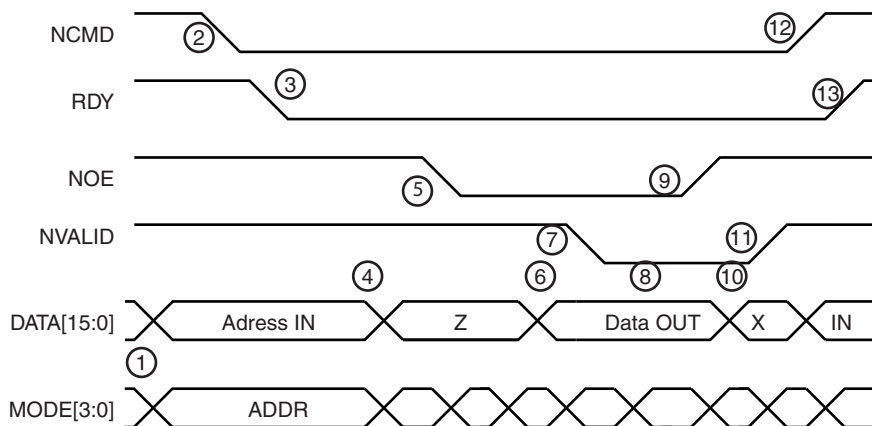 NCMD
②
⑫
RDY
③
⑬
NOE
⑤
⑨
NVALID
⑦
⑧
⑩
⑪
④
⑥
DATA[15:0]
Adress IN
Z
Data OUT
X
IN
①
MODE[3:0]
ADDR